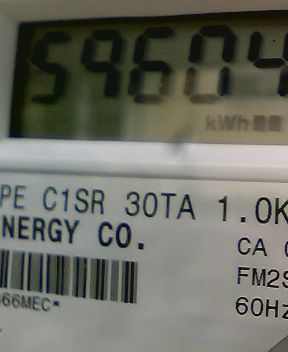 59604
kWh
PE C1SR 30TA 1.0K
NERGY CO.
CA
FM2S
66MEC*
60Hz